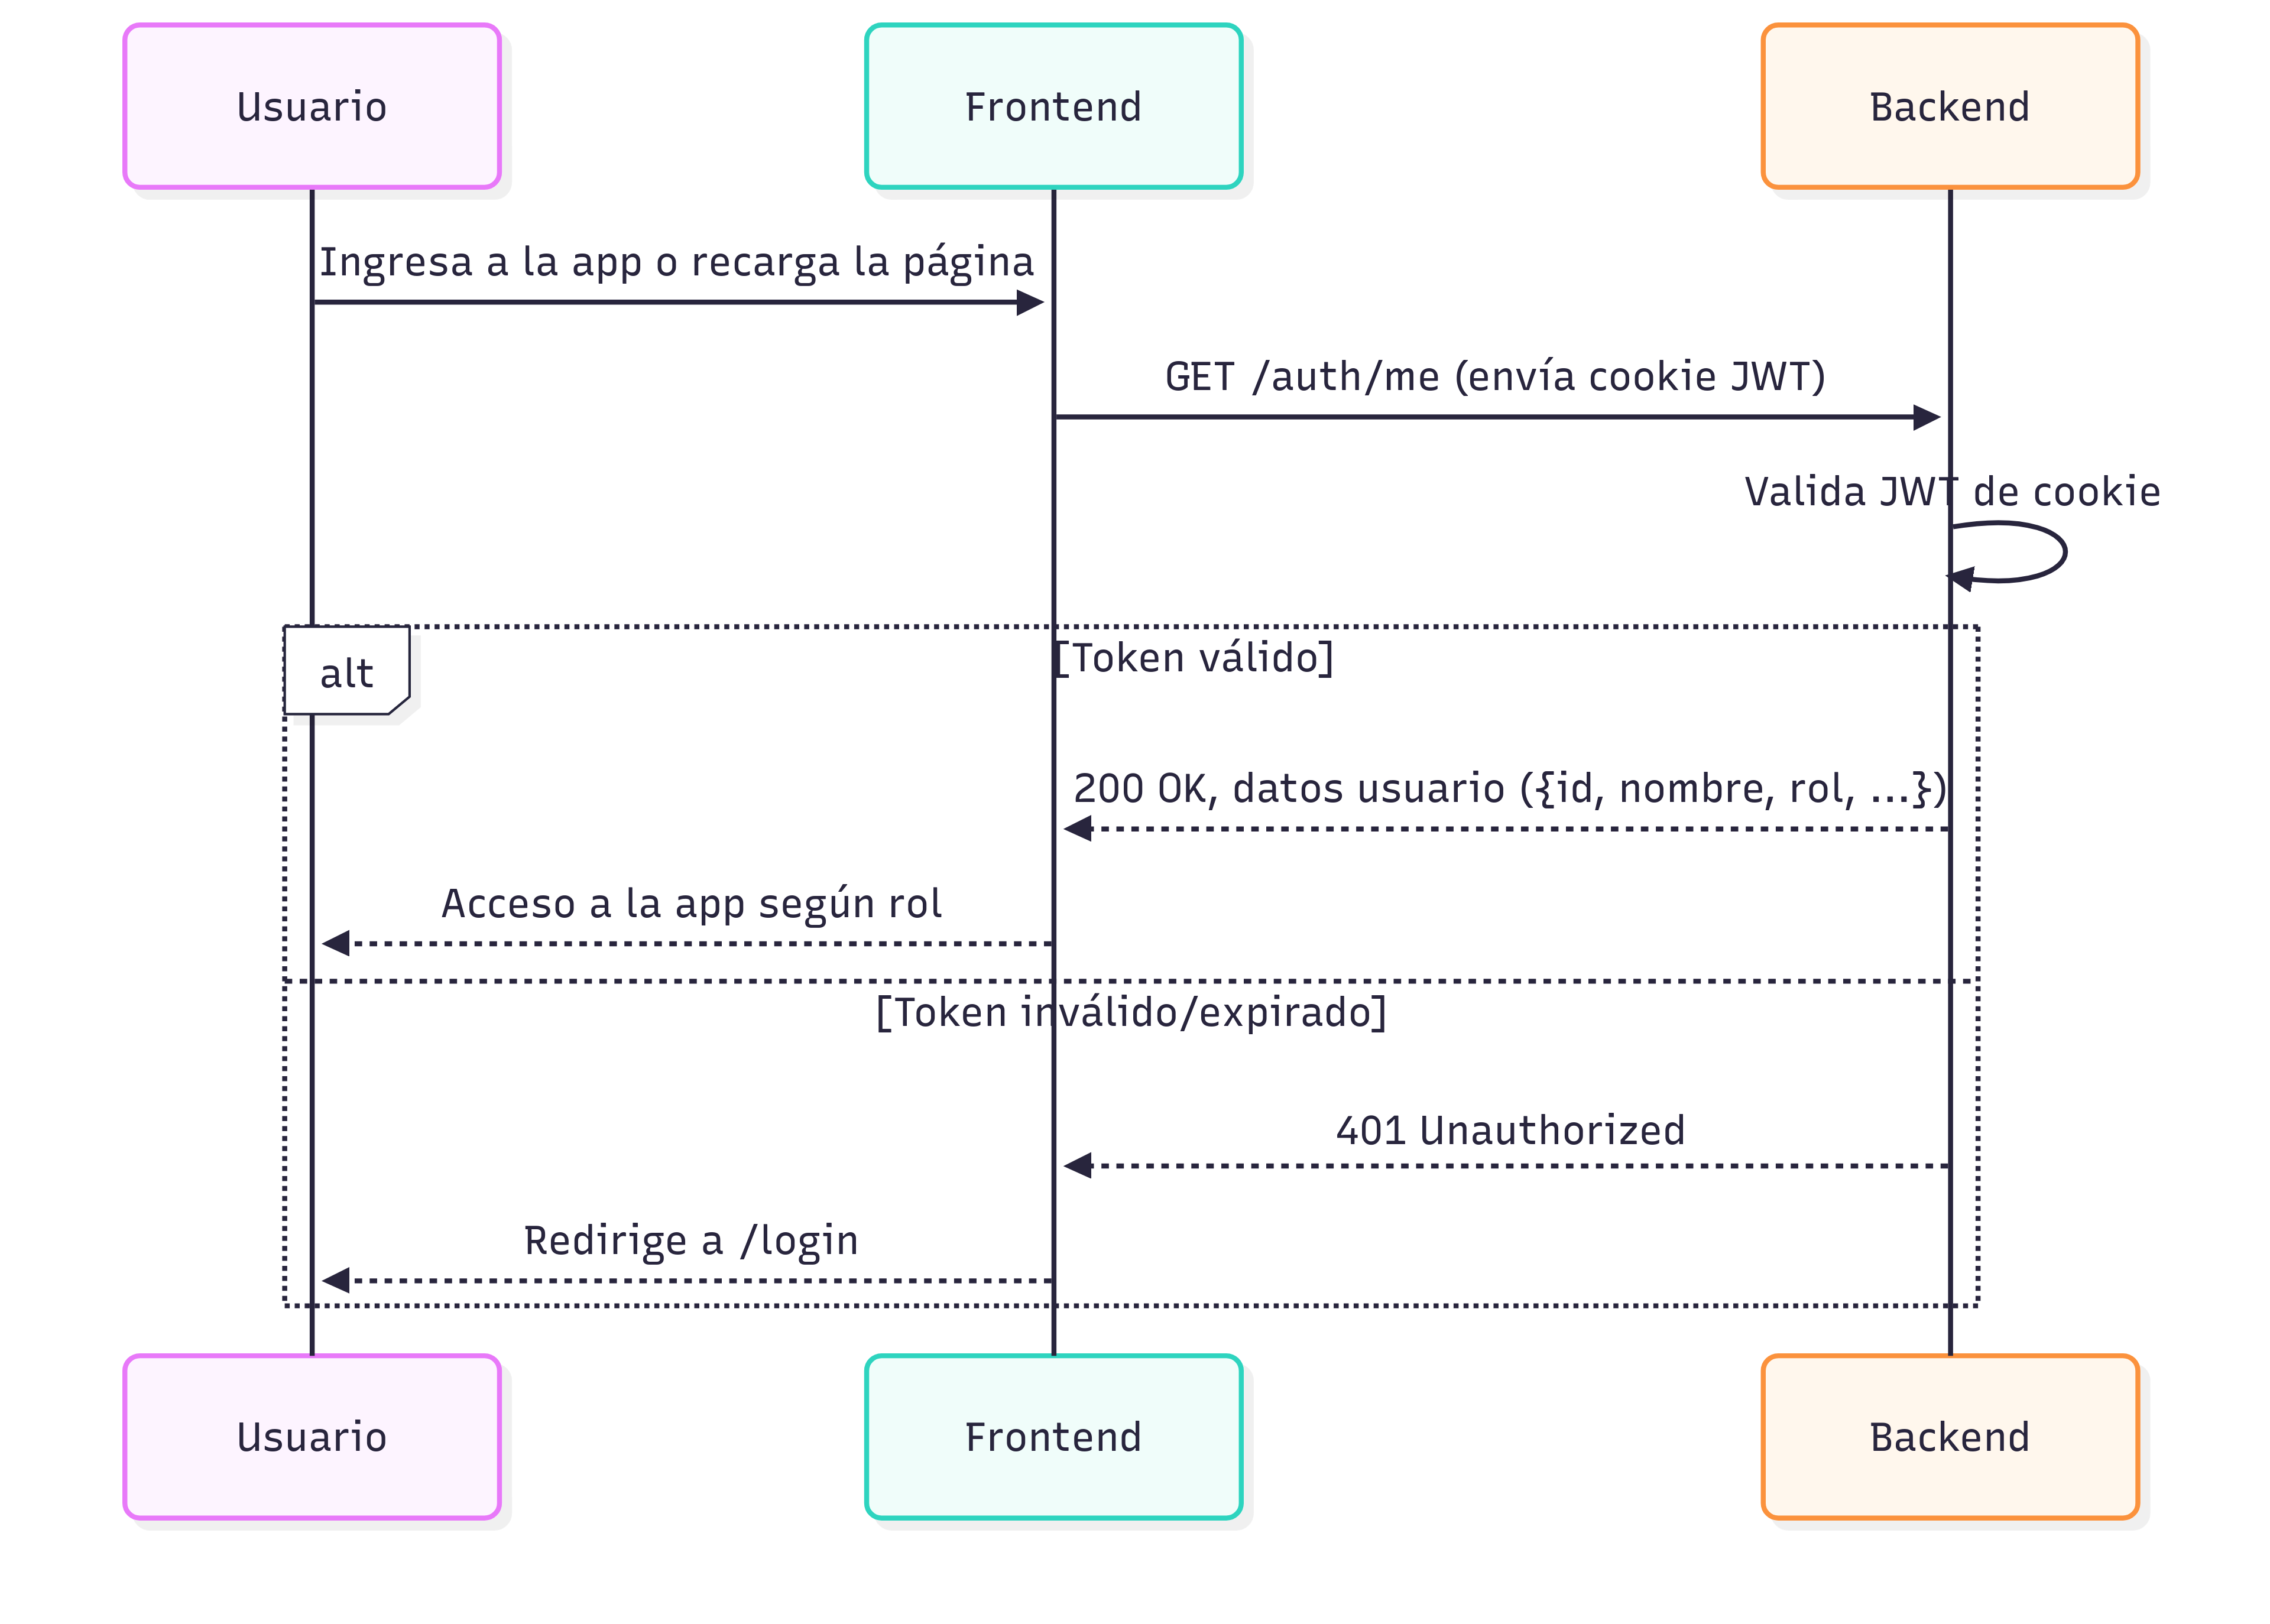 Usuario
Frontend
Backend
Ingresa a la app o recarga la página
GET /auth/me (envía cookie JWT)
Valida JWT de cookie
alt
[Token válido]
200 OK, datos usuario ({id, nombre, rol, ...})
Acceso a la app según rol
[Token inválido/expirado]
401 Unauthorized
Redirige a /login
Usuario
Frontend
Backend